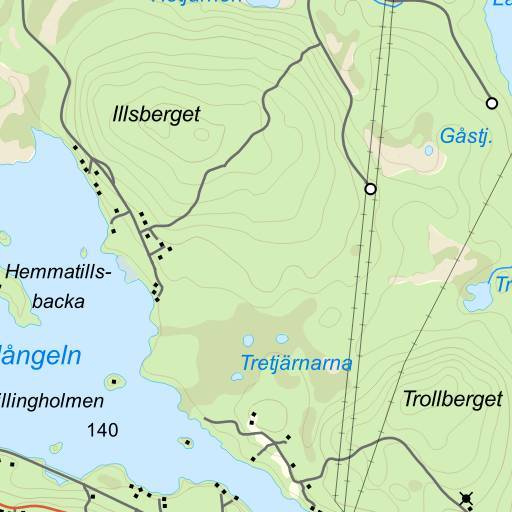 Illsberget
Gåstj.
Hemmatills-
backa
Tretjärnarna
Trollberget
140